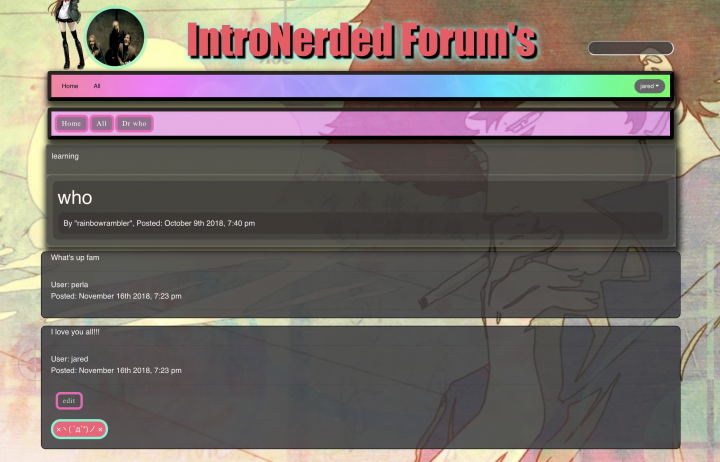 IntroNerded Forum's
Home All jared
Home All Dr who
learning
who
By "rainbowrambler", Posted: October 9th 2018, 7:40 pm
What's up fam
User: perla
Posted: November 16th 2018, 7:23 pm
I love you all!!!
User: jared
Posted: November 16th 2018, 7:23 pm
edit
×ヽ( ´д`*)ノ ×